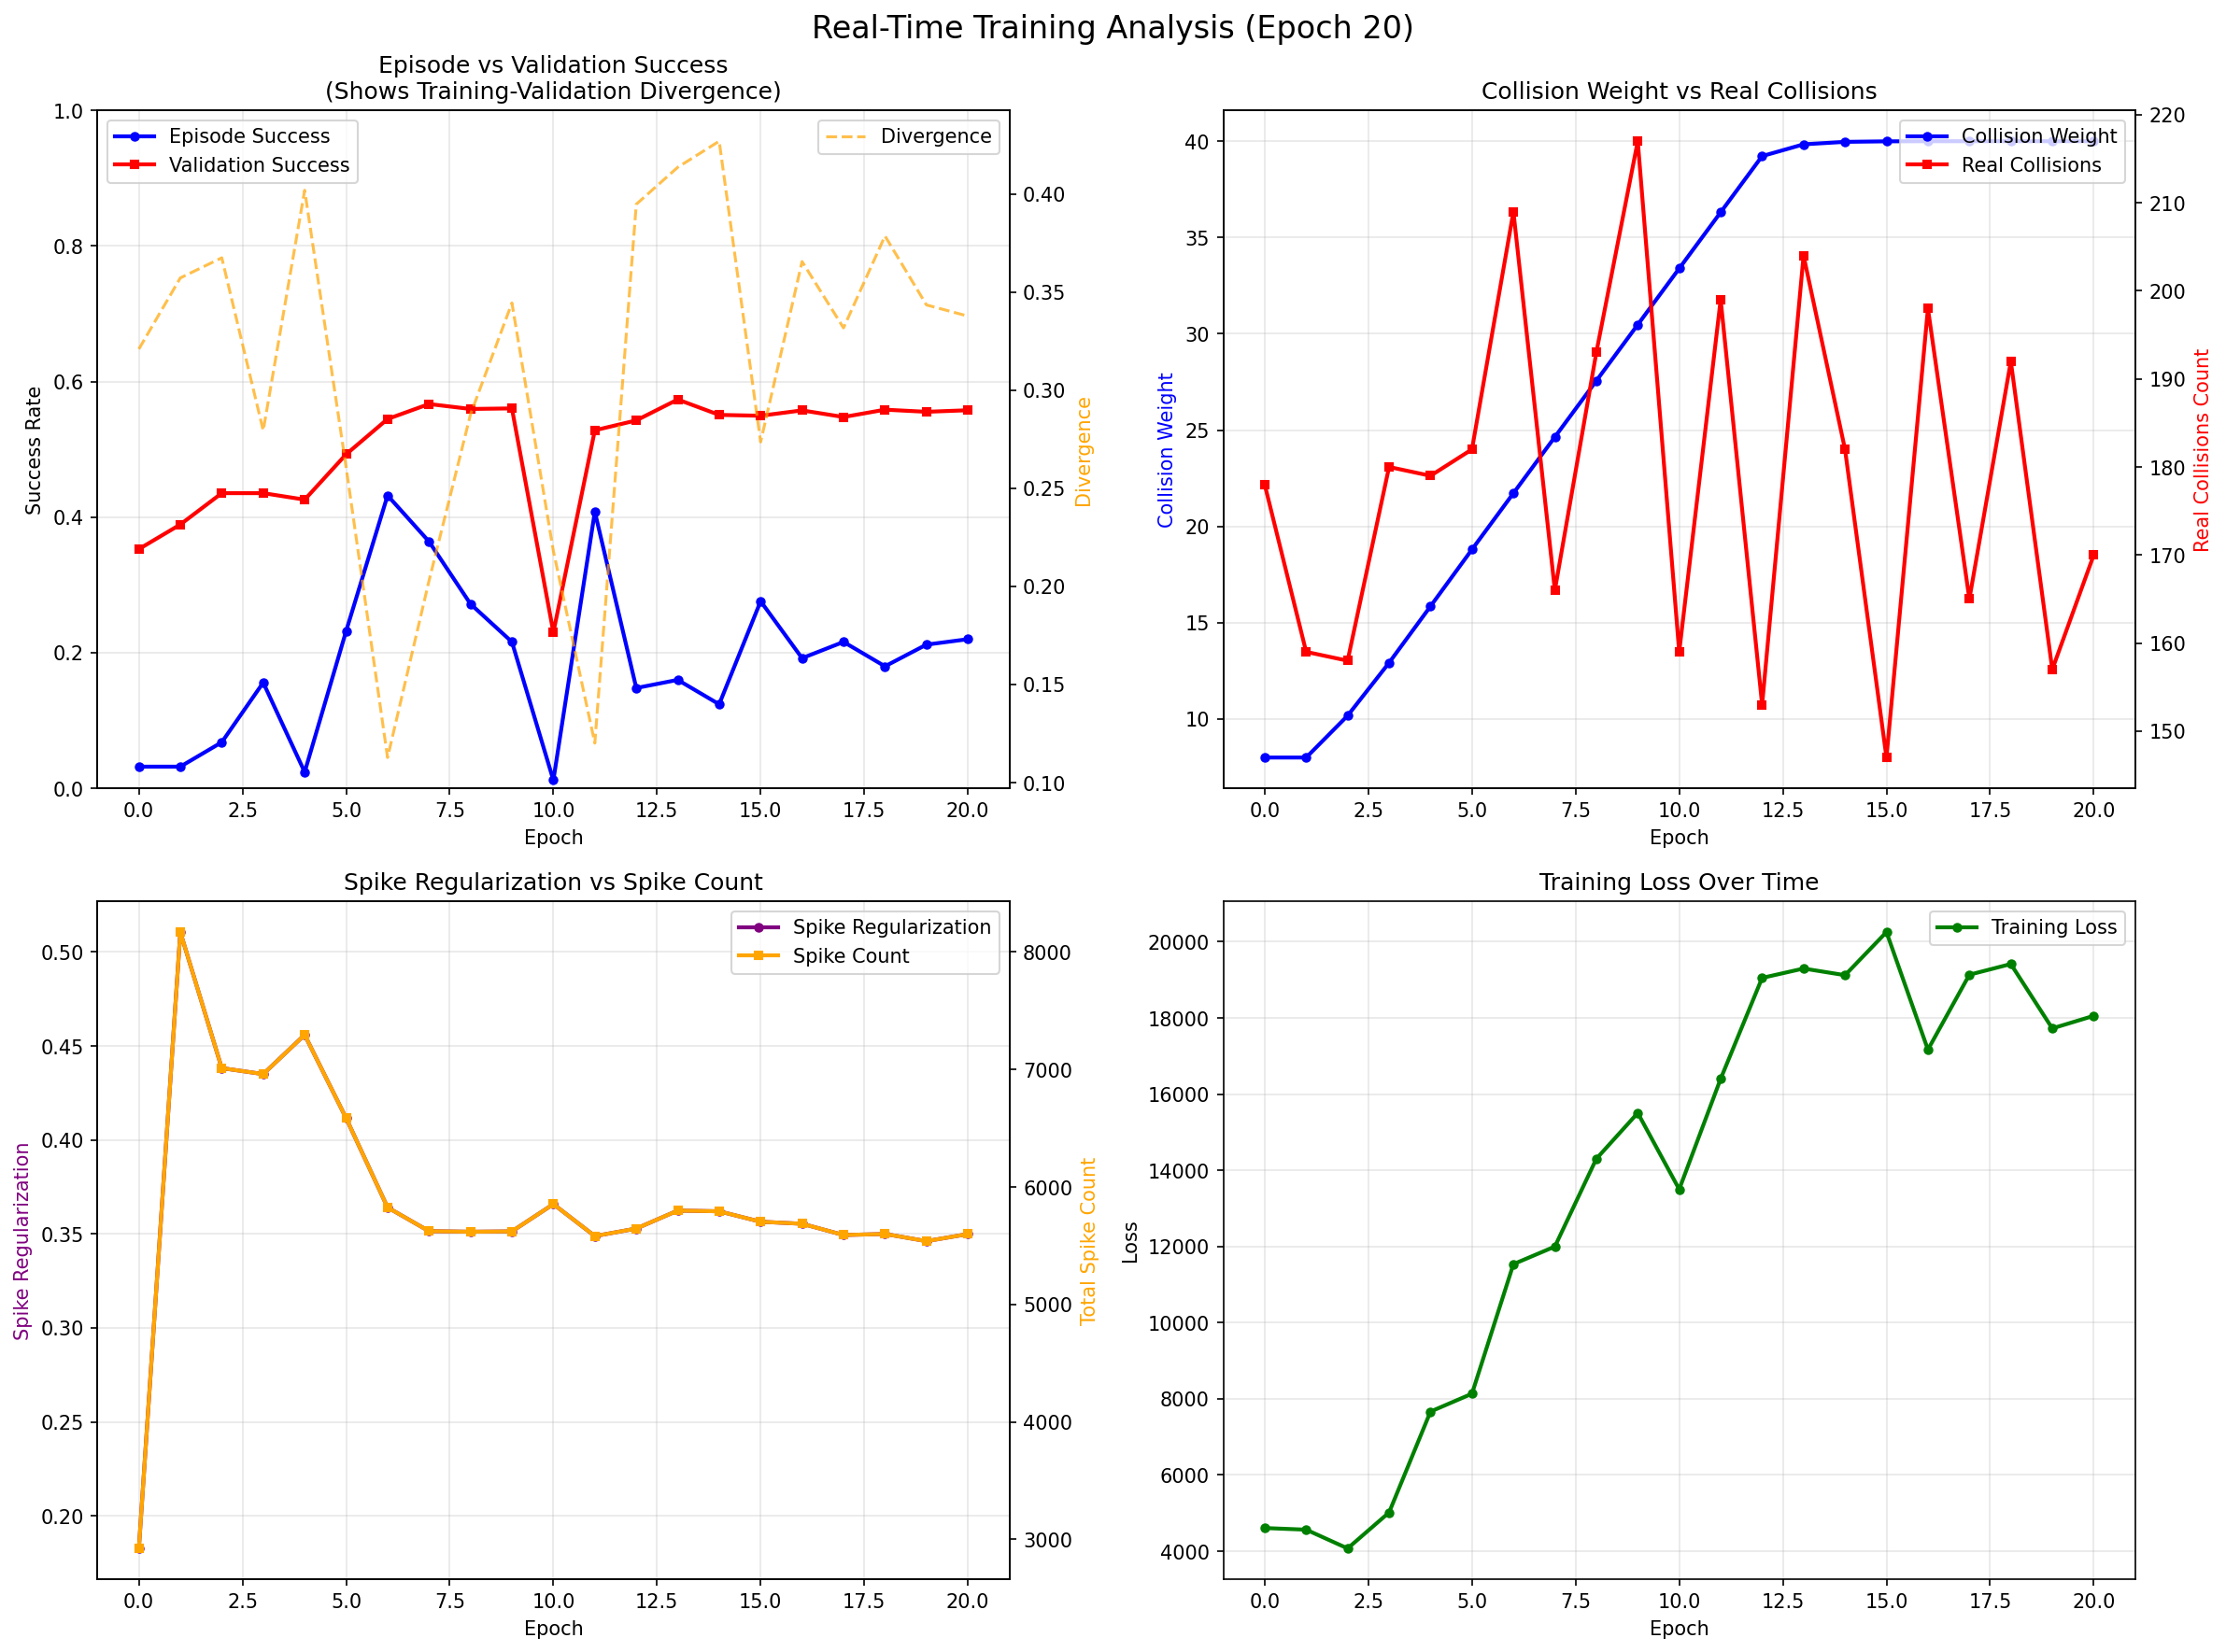 Real-Time Training Analysis (Epoch 20)
Episode vs Validation Success
(Shows Training-Validation Divergence)
Episode Success
Validation Success
Divergence
1.0
0.8
0.6
0.4
0.2
0.0
Success Rate
0.40
0.35
0.30
0.25
0.20
0.15
0.10
Divergence
0.0 2.5 5.0 7.5 10.0 12.5 15.0 17.5 20.0
Epoch
Collision Weight vs Real Collisions
Collision Weight
Real Collisions
40
35
30
25
20
15
10
Collision Weight
220
210
200
190
180
170
160
150
Real Collisions Count
0.0 2.5 5.0 7.5 10.0 12.5 15.0 17.5 20.0
Epoch
Spike Regularization vs Spike Count
Spike Regularization
Spike Count
0.50
0.45
0.40
0.35
0.30
0.25
0.20
Spike Regularization
8000
7000
6000
5000
4000
3000
Total Spike Count
0.0 2.5 5.0 7.5 10.0 12.5 15.0 17.5 20.0
Epoch
Training Loss Over Time
Training Loss
20000
18000
16000
14000
12000
10000
8000
6000
4000
Loss
0.0 2.5 5.0 7.5 10.0 12.5 15.0 17.5 20.0
Epoch